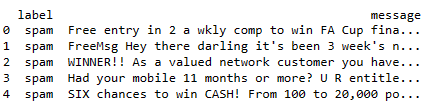 label message
0 spam Free entry in 2 a wkly comp to win FA Cup fina...
1 spam FreeMsg Hey there darling it's been 3 week's n...
2 spam WINNER!! As a valued network customer you have...
3 spam Had your mobile 11 months or more? U R entitle...
4 spam SIX chances to win CASH! From 100 to 20,000 po...